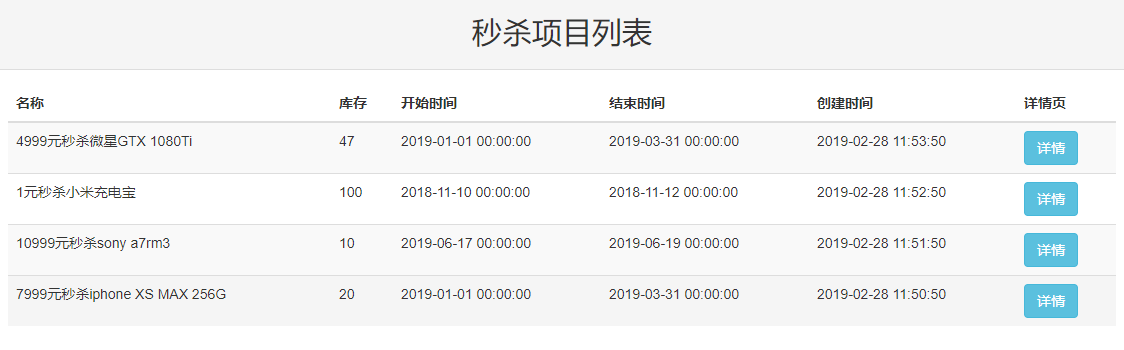 秒杀项目列表
名称 库存 开始时间 结束时间 创建时间 详情页
4999元秒杀微星GTX 1080Ti 47 2019-01-01 00:00:00 2019-03-31 00:00:00 2019-02-28 11:53:50 详情
1元秒杀小米充电宝 100 2018-11-10 00:00:00 2018-11-12 00:00:00 2019-02-28 11:52:50 详情
10999元秒杀sony a7rm3 10 2019-06-17 00:00:00 2019-06-19 00:00:00 2019-02-28 11:51:50 详情
7999元秒杀iphone XS MAX 256G 20 2019-01-01 00:00:00 2019-03-31 00:00:00 2019-02-28 11:50:50 详情